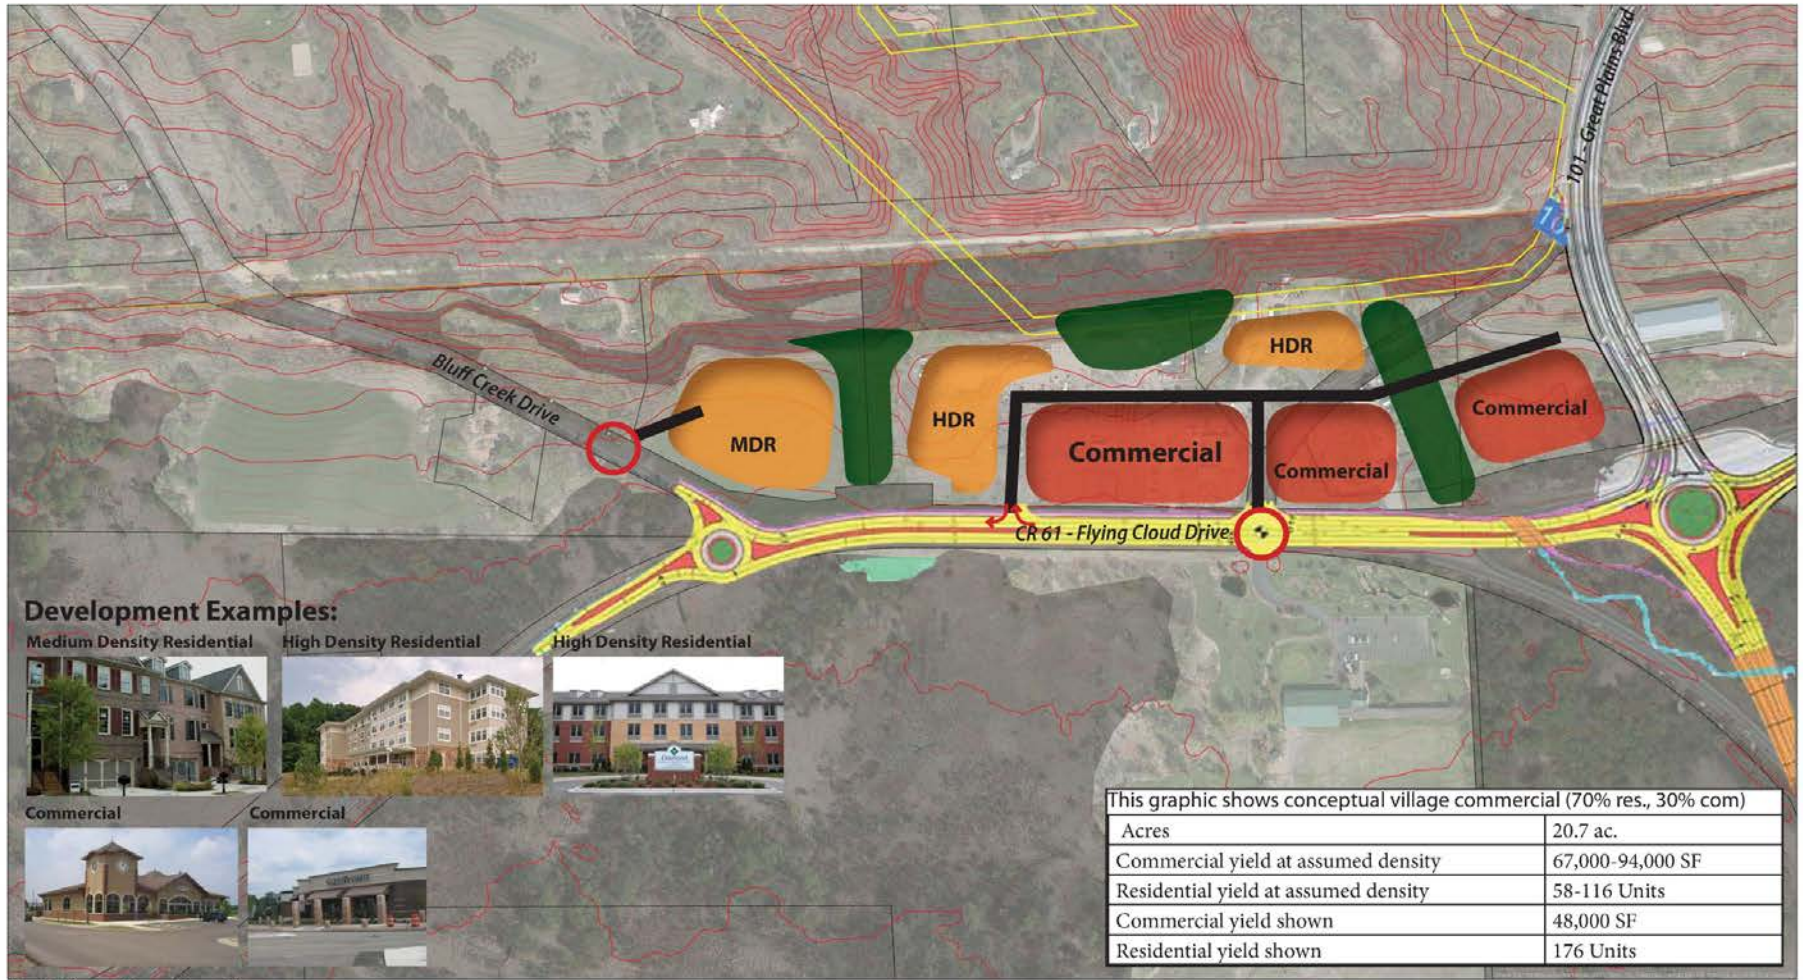 101 - Great Plains Blvd
Bluff Creek Drive
MDR
HDR
HDR
Commercial
Commercial
Commercial
CR 61 - Flying Cloud Drive
Development Examples:
Medium Density Residential
High Density Residential
High Density Residential
Commercial
Commercial
This graphic shows conceptual village commercial (70% res., 30% com)
Acres 20.7 ac.
Commercial yield at assumed density 67,000-94,000 SF
Residential yield at assumed density 58-116 Units
Commercial yield shown 48,000 SF
Residential yield shown 176 Units